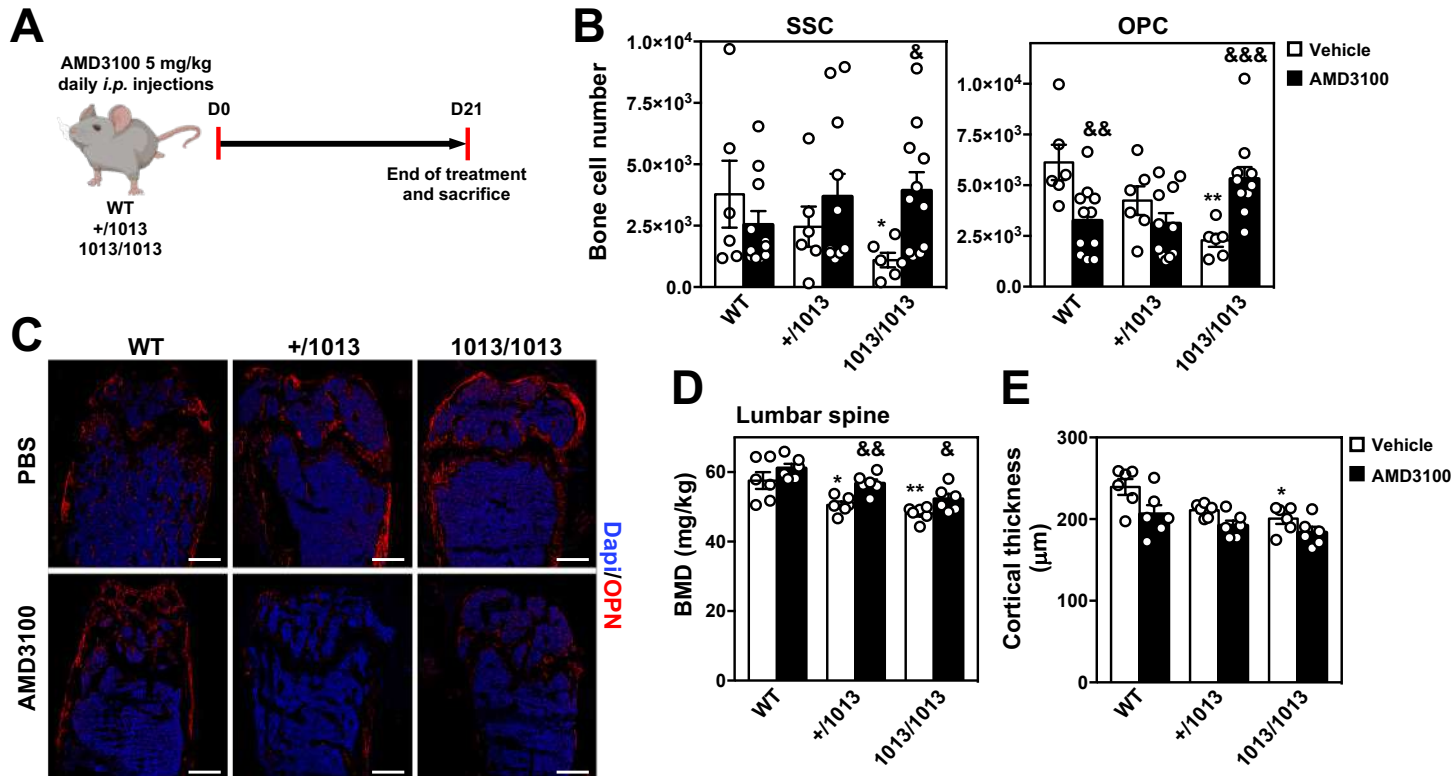 A
AMD3100 5 mg/kg
daily i.p. injections
D0
D21
End of treatment
and sacrifice
WT
+/1013
1013/1013
B
SSC
OPC
Bone cell number
1.0×10⁴
7.5×10³
5.0×10³
2.5×10³
0.0
*
&
WT
+/1013
1013/1013
1.0×10⁴
7.5×10³
5.0×10³
2.5×10³
0.0
&&
**
&&&
WT
+/1013
1013/1013
Vehicle
AMD3100
C
WT
+/1013
1013/1013
PBS
AMD3100
Dapi/OPN
D
Lumbar spine
BMD (mg/kg)
60
40
20
0
*
&&
**
&
WT
+/1013
1013/1013
E
Cortical thickness
(μm)
300
200
100
0
*
WT
+/1013
1013/1013
Vehicle
AMD3100